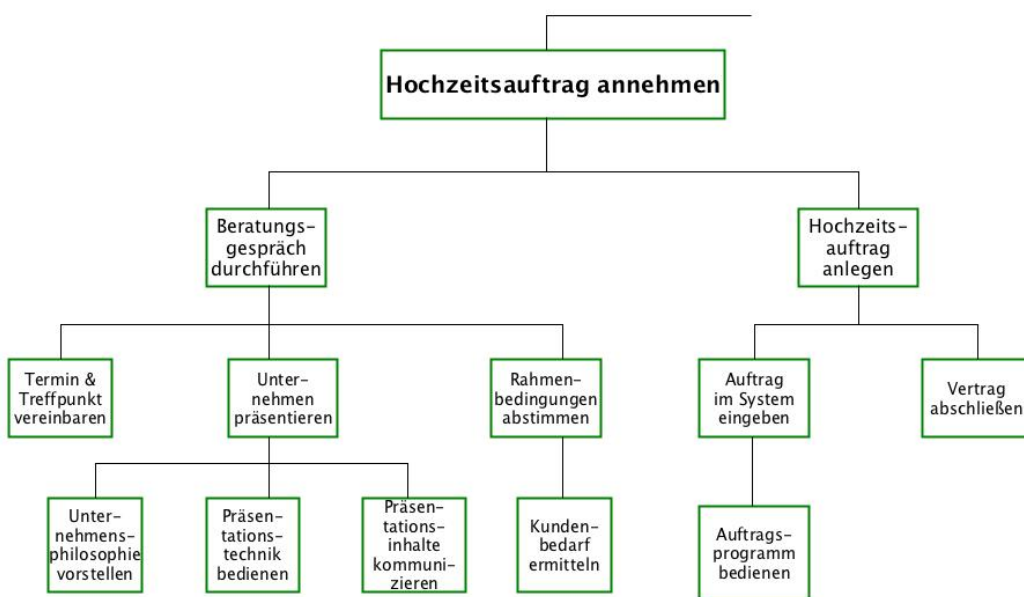 Hochzeitsauftrag annehmen
Beratungs-
gespräch
durchführen
Hochzeits-
auftrag
anlegen
Termin &
Treffpunkt
vereinbaren
Unter-
nehmen
präsentieren
Rahmen-
bedingungen
abstimmen
Auftrag
im System
eingeben
Vertrag
abschließen
Unter-
nehmens-
philosophie
vorstellen
Präsen-
tations-
technik
bedienen
Präsen-
tations-
inhalte
kommuni-
zieren
Kunden-
bedarf
ermitteln
Auftrags-
programm
bedienen